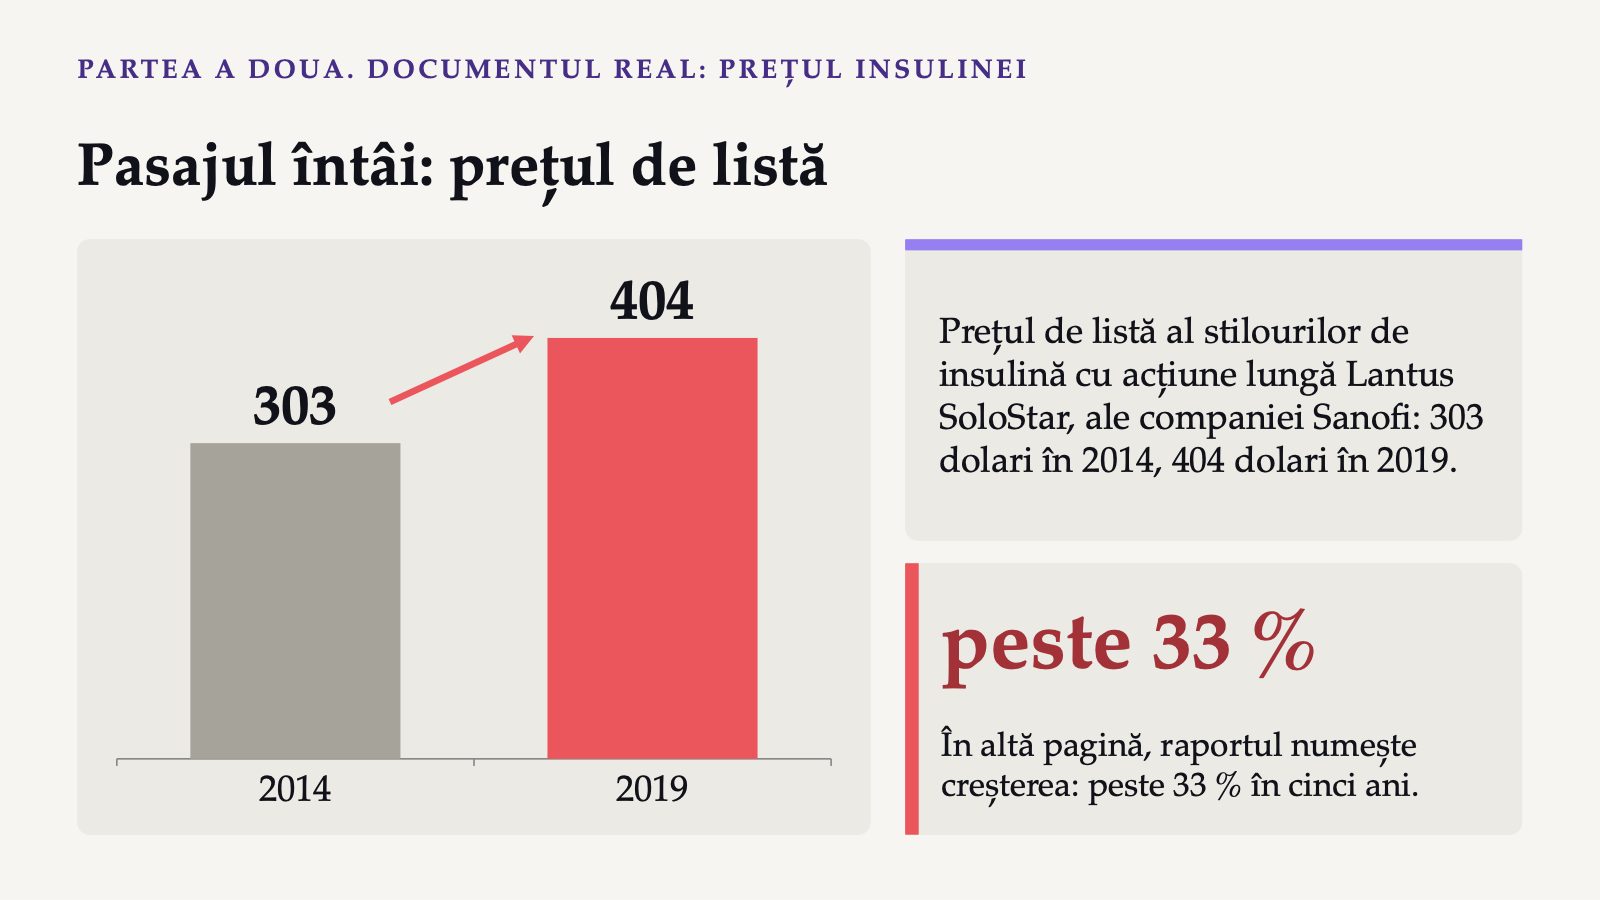 PARTEA A DOUA. DOCUMENTUL REAL: PREȚUL INSULINEI
Pasajul întâi: prețul de listă
404
303
2014
2019
Prețul de listă al stilourilor de
insulină cu acțiune lungă Lantus
SoloStar, ale companiei Sanofi: 303
dolari în 2014, 404 dolari în 2019.
peste 33 %
În altă pagină, raportul numește
creșterea: peste 33 % în cinci ani.